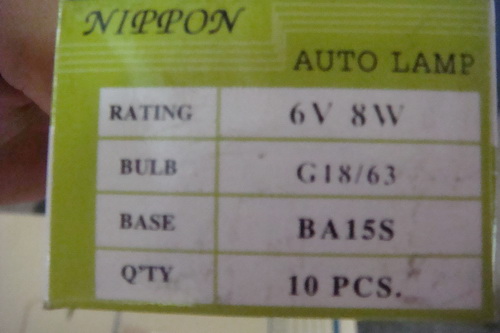 NIPPON
AUTO LAMP
RATING 6V 8W
BULB G18/63
BASE BA15S
Q'TY 10 PCS.